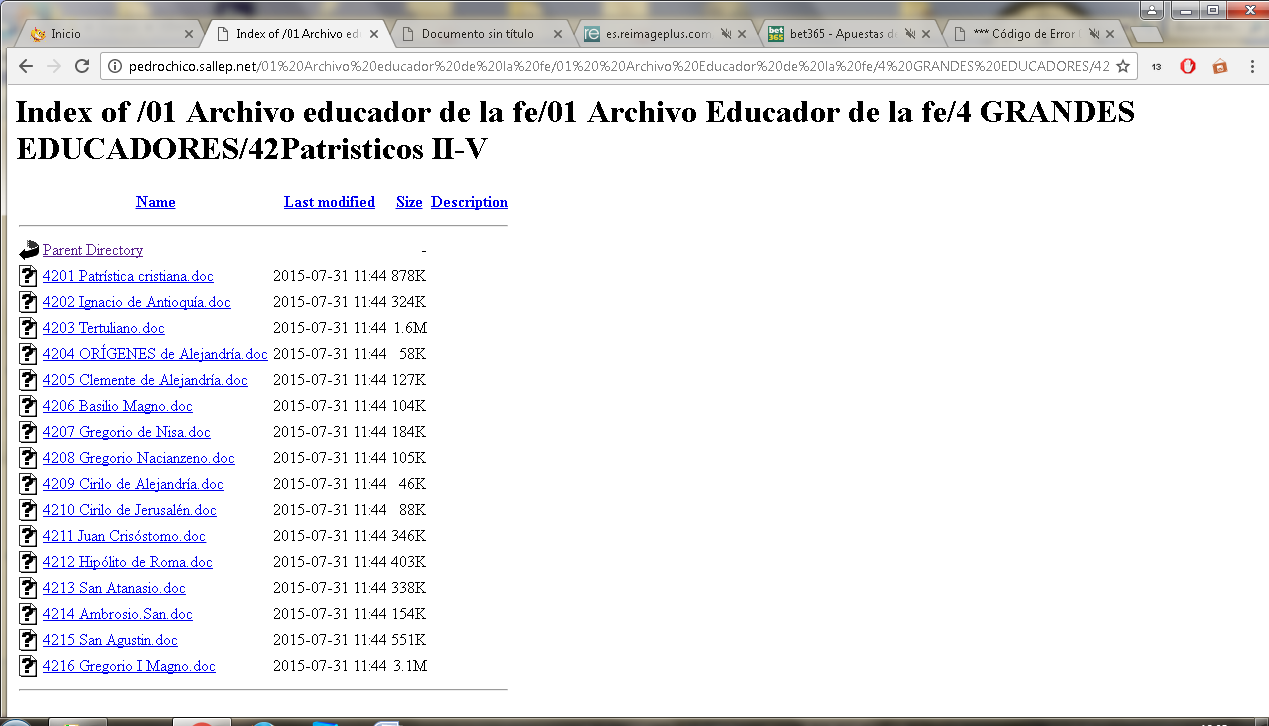 Inicio
Index of /01 Archivo ed
Documento sin título
es.reimageplus.com
bet365 - Apuestas de
*** Código de Error
pedrochico.sallep.net/01%20Archivo%20educador%20de%20la%20fe/01%20%20Archivo%20Educador%20de%20la%20fe/4%20GRANDES%20EDUCADORES/42
13
Index of /01 Archivo educador de la fe/01 Archivo Educador de la fe/4 GRANDES
EDUCADORES/42Patristicos II-V
Name Last modified Size Description
Parent Directory -
4201 Patrística cristiana.doc 2015-07-31 11:44 878K
4202 Ignacio de Antioquía.doc 2015-07-31 11:44 324K
4203 Tertuliano.doc 2015-07-31 11:44 1.6M
4204 ORÍGENES de Alejandría.doc 2015-07-31 11:44 58K
4205 Clemente de Alejandría.doc 2015-07-31 11:44 127K
4206 Basilio Magno.doc 2015-07-31 11:44 104K
4207 Gregorio de Nisa.doc 2015-07-31 11:44 184K
4208 Gregorio Nacianzeno.doc 2015-07-31 11:44 105K
4209 Cirilo de Alejandría.doc 2015-07-31 11:44 46K
4210 Cirilo de Jerusalén.doc 2015-07-31 11:44 88K
4211 Juan Crisóstomo.doc 2015-07-31 11:44 346K
4212 Hipólito de Roma.doc 2015-07-31 11:44 403K
4213 San Atanasio.doc 2015-07-31 11:44 338K
4214 Ambrosio.San.doc 2015-07-31 11:44 154K
4215 San Agustin.doc 2015-07-31 11:44 551K
4216 Gregorio I Magno.doc 2015-07-31 11:44 3.1M